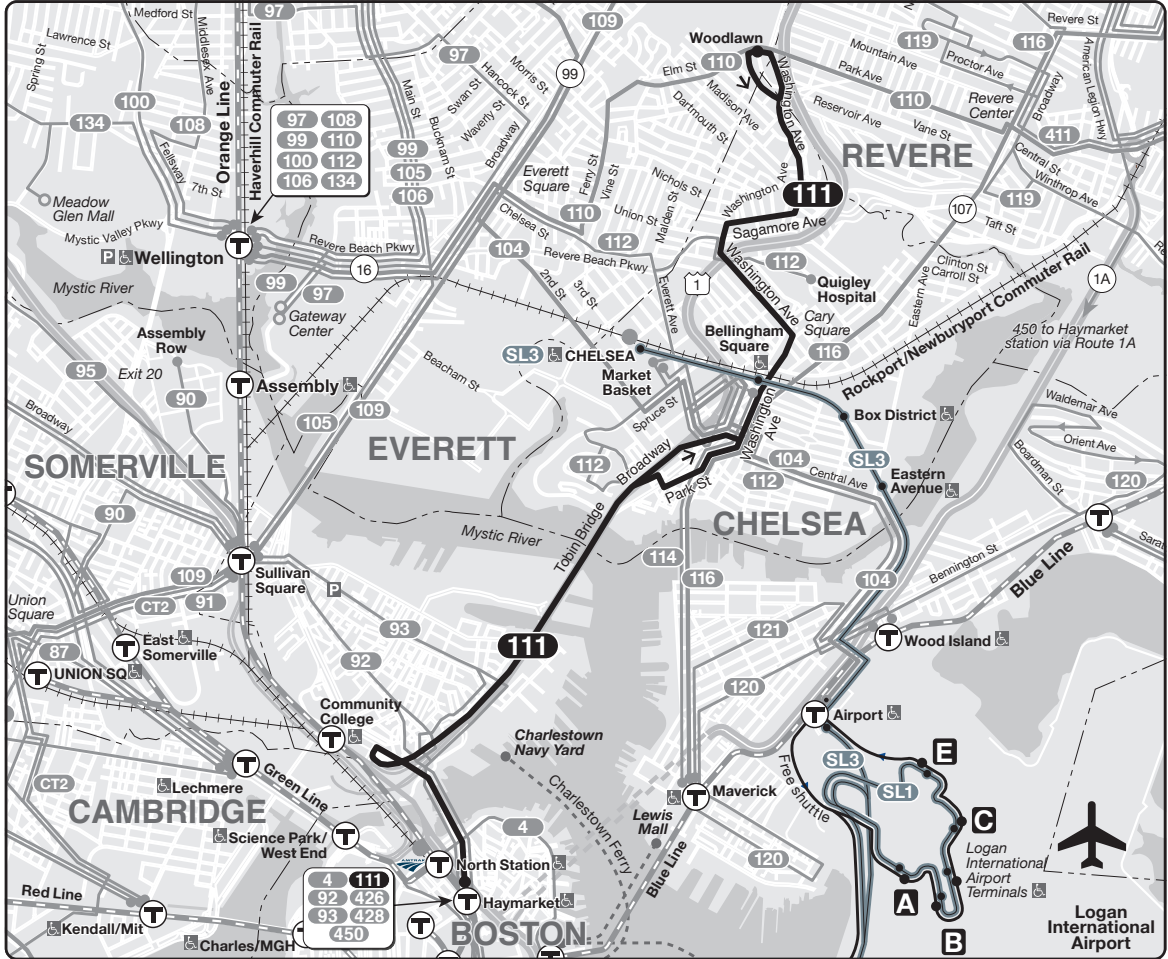 97
Medford St
Lawrence St
Spring St
Middlesex Ave
Orange Line
Haverhill Commuter Rail
100
134
108
Fellsway
7th St
97 108
99 110
100 112
106 134
Meadow
Glen Mall
Mystic Valley Pkwy
Wellington
P
T
Mystic River
97
109
99
Morris St
Hancock St
Swan St
Waverly St
Main St
Bucknam St
Broadway
99
105
106
Everett
Square
Ferry St
Vine St
Chelsea St
Revere Beach Pkwy
16
99
97
Gateway
Center
104
110
112
2nd St
3rd St
Revere Beach Pkwy
Union St
Nichols St
Malden St
Everett Ave
1
Woodlawn
110
Elm St
Madison Ave
Dartmouth St
Washington Ave
Mountain Ave
Park Ave
Reservoir Ave
Vane St
119
Proctor Ave
116
Revere St
110
Revere
Center
Broadway
American Legion Hwy
411
Central St
Winthrop Ave
119
107
Taft St
REVERE
111
Washington Ave
Sagamore Ave
Washington Ave
112
Quigley
Hospital
Clinton St
Carroll St
Eastern Ave
Cary
Square
116
Rockport/Newburyport Commuter Rail
1A
450 to Haymarket
station via Route 1A
Bellingham
Square
SL3
CHELSEA
Market
Basket
Spruce St
Washington
Ave
Box District
SL3
Eastern
Avenue
Waldemar Ave
Orient Ave
Boardman St
120
T
Assembly
Row
Exit 20
95
90
Broadway
T
Assembly
105
109
Beacham St
SOMERVILLE
EVERETT
112
Broadway
Park St
104
112
Central Ave
CHELSEA
90
Mystic River
Tobin Bridge
114
116
104
Bennington St
Blue Line
109
CT2
91
T
Sullivan
Square
P
Union
Square
87
T
East
Somerville
T
UNION SQ
93
92
111
121
120
T
Wood Island
Community
College
T
T
Airport
Charlestown
Navy Yard
Charlestown Ferry
Free shuttle
SL3
SL1
E
C
A
B
Logan
International
Airport
Terminals
Logan
International
Airport
CT2
T
Lechmere
Green Line
CAMBRIDGE
Science Park/
West End
T
4
AMTRAK
T
North Station
T
Maverick
Lewis
Mall
Blue Line
120
4 111
92 426
93 428
450
T
Haymarket
Red Line
T
Kendall/Mit
Charles/MGH
T
BOSTON
T